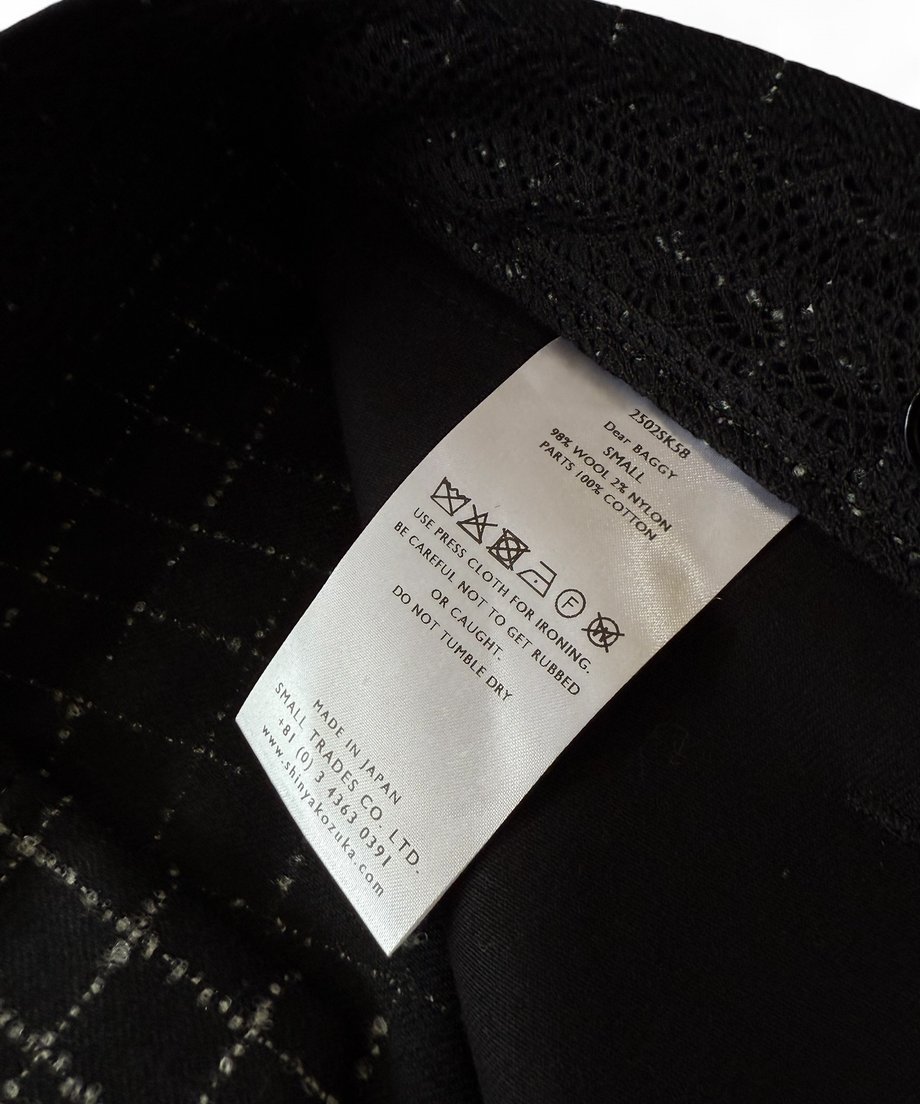 2502SK58
Dear BAGGY
SMALL
98% WOOL 2% NYLON
PARTS 100% COTTON
F
W
USE PRESS CLOTH FOR IRONING.
BE CAREFUL NOT TO GET RUBBED
OR CAUGHT.
DO NOT TUMBLE DRY
MADE IN JAPAN
SMALL TRADES CO. LTD.
+81 (0) 3 4363 0391
www.shinyakozuka.com